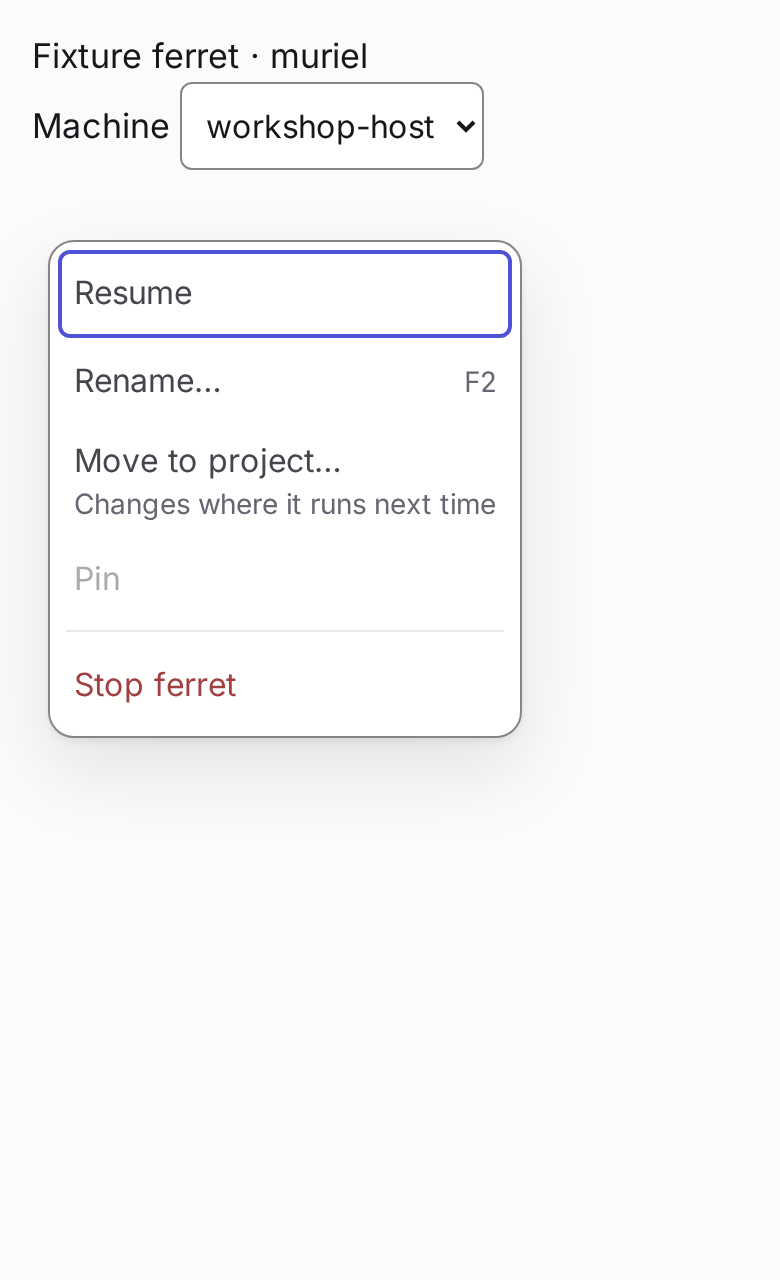 Fixture ferret · muriel
Machine workshop-host
Resume
Rename… F2
Move to project…
Changes where it runs next time
Pin
Stop ferret